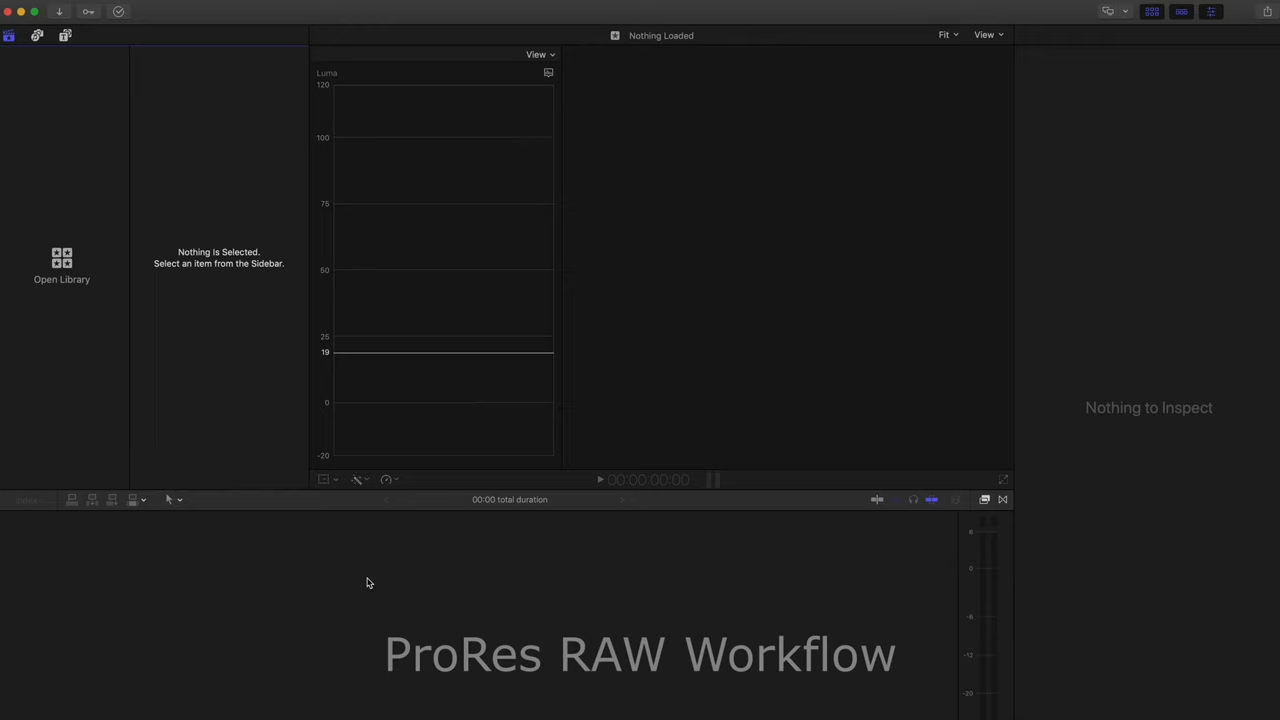 Nothing Loaded
Fit
View
View
Luma
120
100
75
50
25
19
0
-20
Nothing Is Selected.
Select an item from the Sidebar.
Open Library
Nothing to Inspect
00:00:00:00
Index
00:00 total duration
6
0
-6
-12
-20
ProRes RAW Workflow